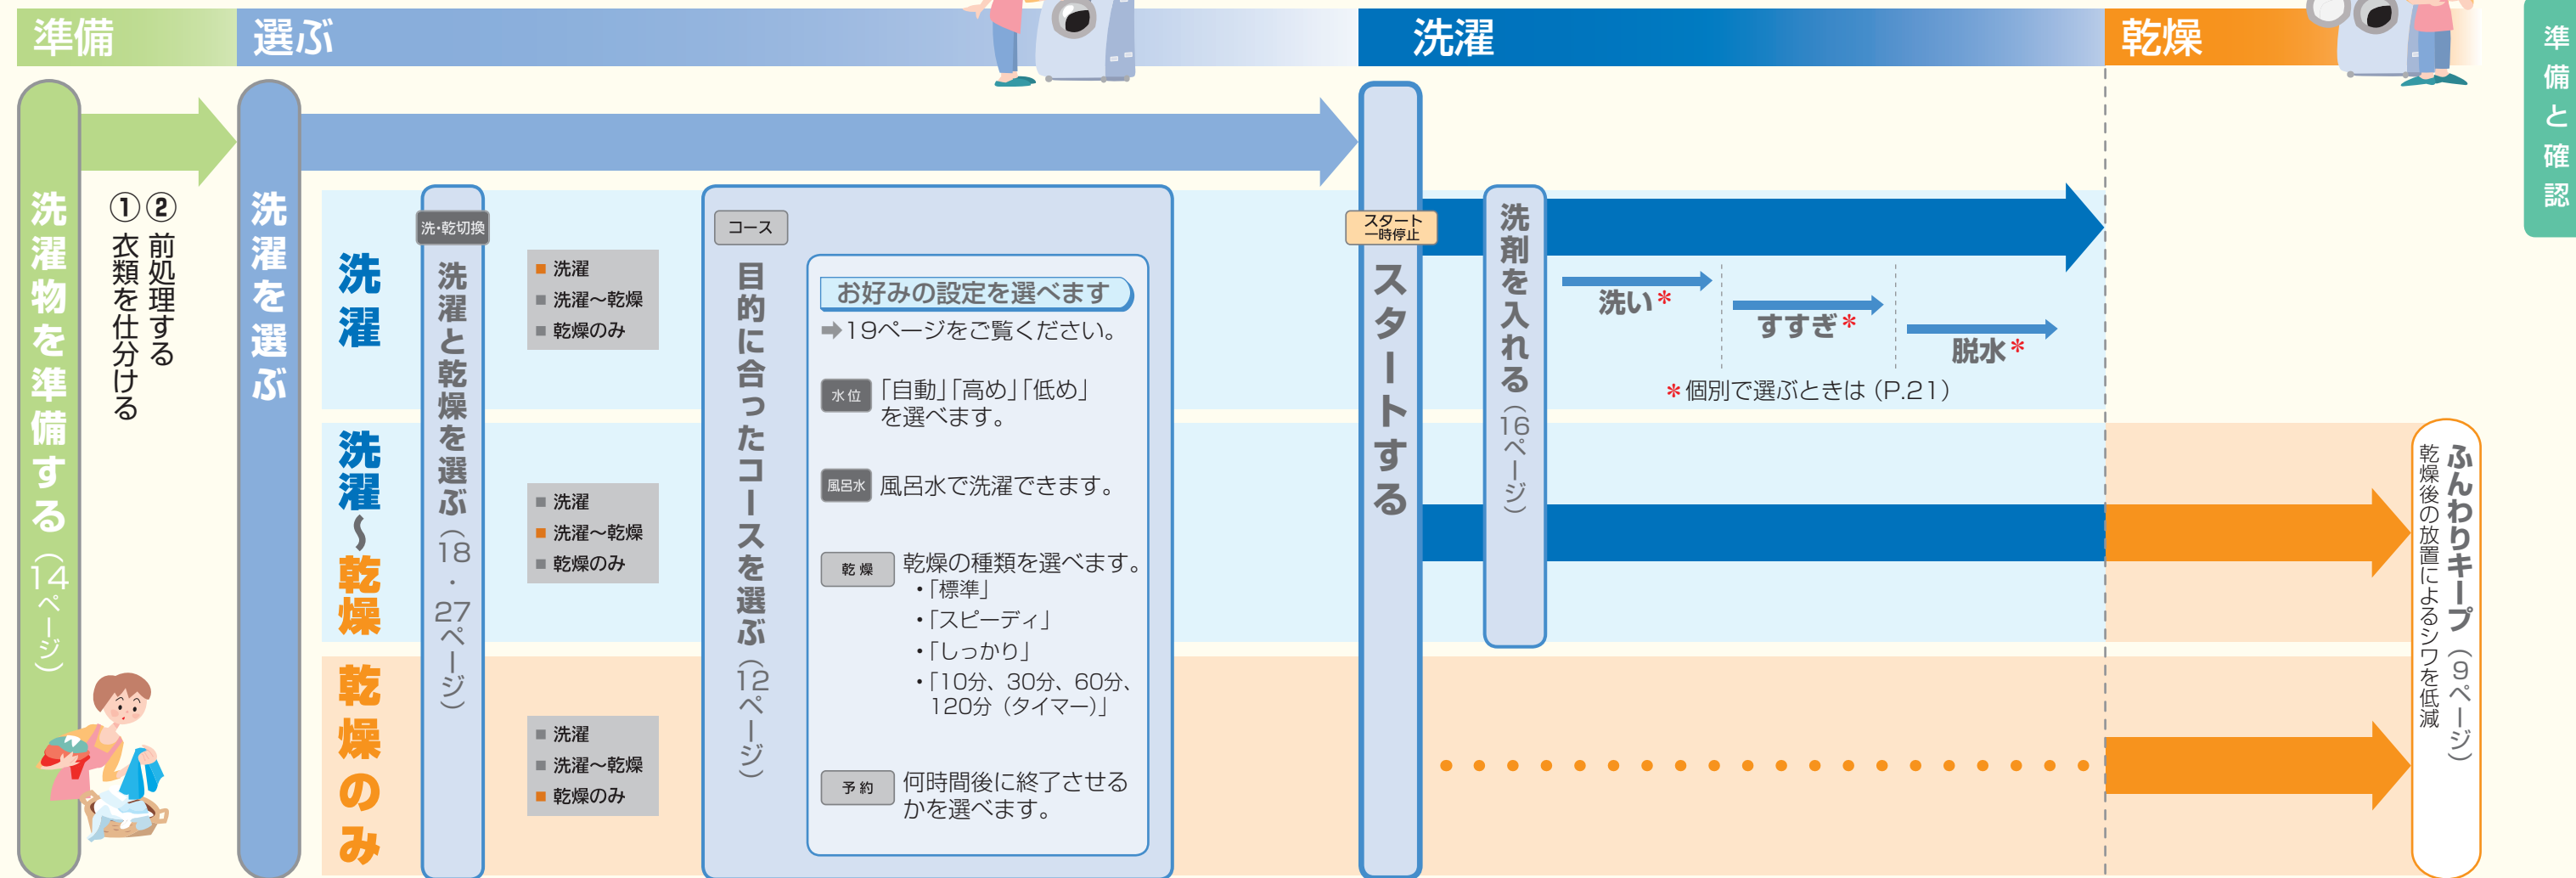 準備
選ぶ
洗濯
乾燥
準備と確認
洗濯物を準備する（14ページ）
①衣類を仕分ける
②前処理する
洗濯を選ぶ
洗濯
洗濯～乾燥
乾燥のみ
洗・乾切換
洗濯と乾燥を選ぶ（18・27ページ）
■ 洗濯
■ 洗濯～乾燥
■ 乾燥のみ
■ 洗濯
■ 洗濯～乾燥
■ 乾燥のみ
■ 洗濯
■ 洗濯～乾燥
■ 乾燥のみ
コース
目的に合ったコースを選ぶ（12ページ）
お好みの設定を選べます
➡19ページをご覧ください。
水位
「自動」「高め」「低め」
を選べます。
風呂水
風呂水で洗濯できます。
乾燥
乾燥の種類を選べます。
・「標準」
・「スピーディ」
・「しっかり」
・「10分、30分、60分、
120分（タイマー）」
予約
何時間後に終了させる
かを選べます。
スタート
一時停止
スタートする
洗剤を入れる（16ページ）
洗い＊
すすぎ＊
脱水＊
＊個別で選ぶときは（P.21）
ふんわりキープ（9ページ）
乾燥後の放置によるシワを低減